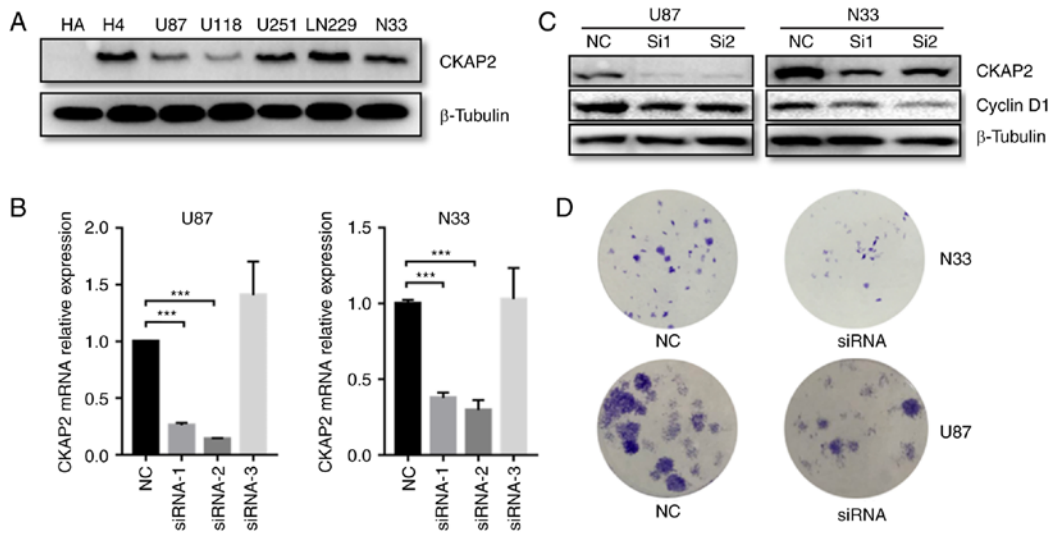 A
HA H4 U87 U118 U251 LN229 N33
CKAP2
β-Tubulin
B
U87
CKAP2 mRNA relative expression
2.0
1.5
1.0
0.5
0.0
***
***
NC siRNA-1 siRNA-2 siRNA-3
N33
CKAP2 mRNA relative expression
1.5
1.0
0.5
0.0
***
***
NC siRNA-1 siRNA-2 siRNA-3
C
U87 N33
NC Si1 Si2 NC Si1 Si2
CKAP2
Cyclin D1
β-Tubulin
D
N33
NC siRNA
U87
NC siRNA